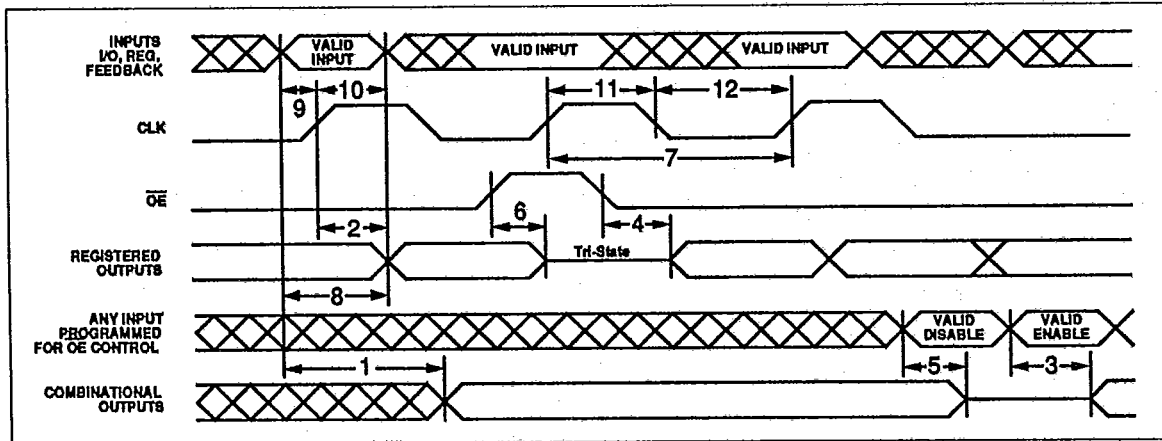 INPUTS
I/O, REG,
FEEDBACK
VALID
INPUT
VALID INPUT
VALID INPUT
9
10
11
12
CLK
7
OE
6
4
2
REGISTERED
OUTPUTS
Tri-State
8
ANY INPUT
PROGRAMMED
FOR OE CONTROL
VALID
DISABLE
VALID
ENABLE
1
5
3
COMBINATIONAL
OUTPUTS